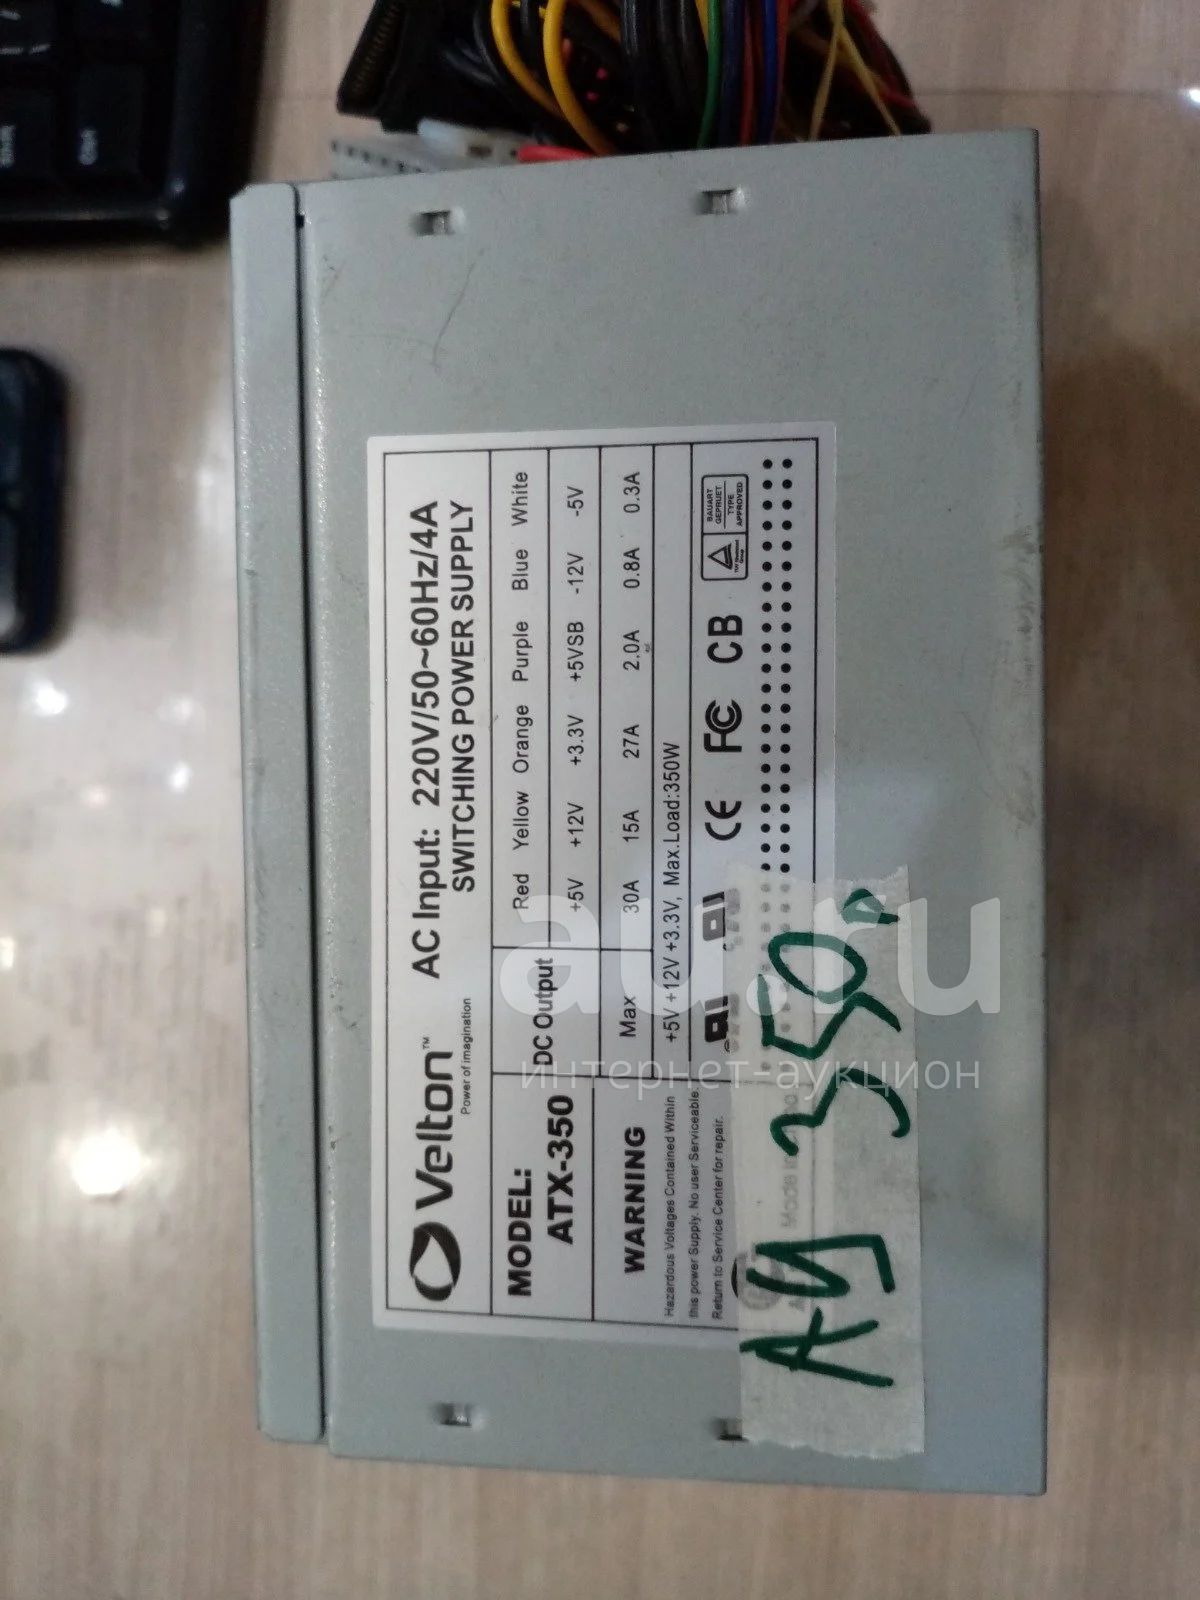 Velton™
Power of imagination
AC Input: 220V/50~60Hz/4A
SWITCHING POWER SUPPLY
MODEL:
ATX-350
DC Output
Red Yellow Orange Purple Blue White
+5V +12V +3.3V +5VSB -12V -5V
Max
30A 15A 27A 2.0A 0.8A 0.3A
+5V +12V +3.3V, Max.Load:350W
WARNING
Hazardous Voltages Contained Within
this power Supply. No user Serviceable
Return to Service Center for repair.
CE FC CB
BAUART
GEPRUET
TYPE
APPROVED
Made in
АУ 350р
au.ru
интернет-аукцион